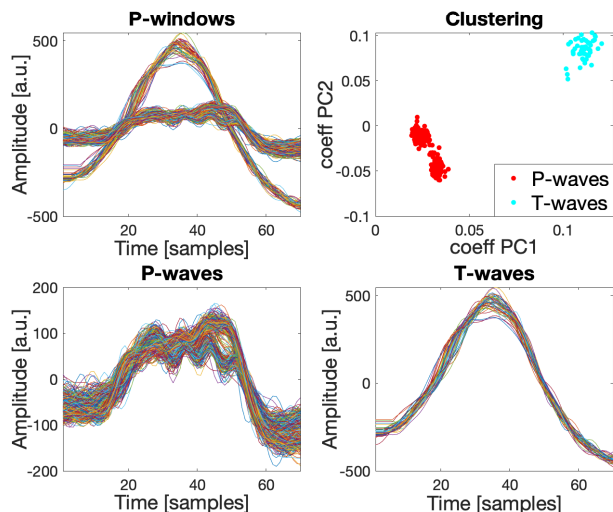 P-windows
Amplitude [a.u.]
500
0
-500
0 20 40 60
Time [samples]
Clustering
coeff PC2
0.1
0.05
0
-0.05
-0.1
0 0.05 0.1
coeff PC1
P-waves
T-waves
P-waves
Amplitude [a.u.]
200
100
0
-100
-200
20 40 60
Time [samples]
T-waves
Amplitude [a.u.]
500
0
-500
20 40 60
Time [samples]